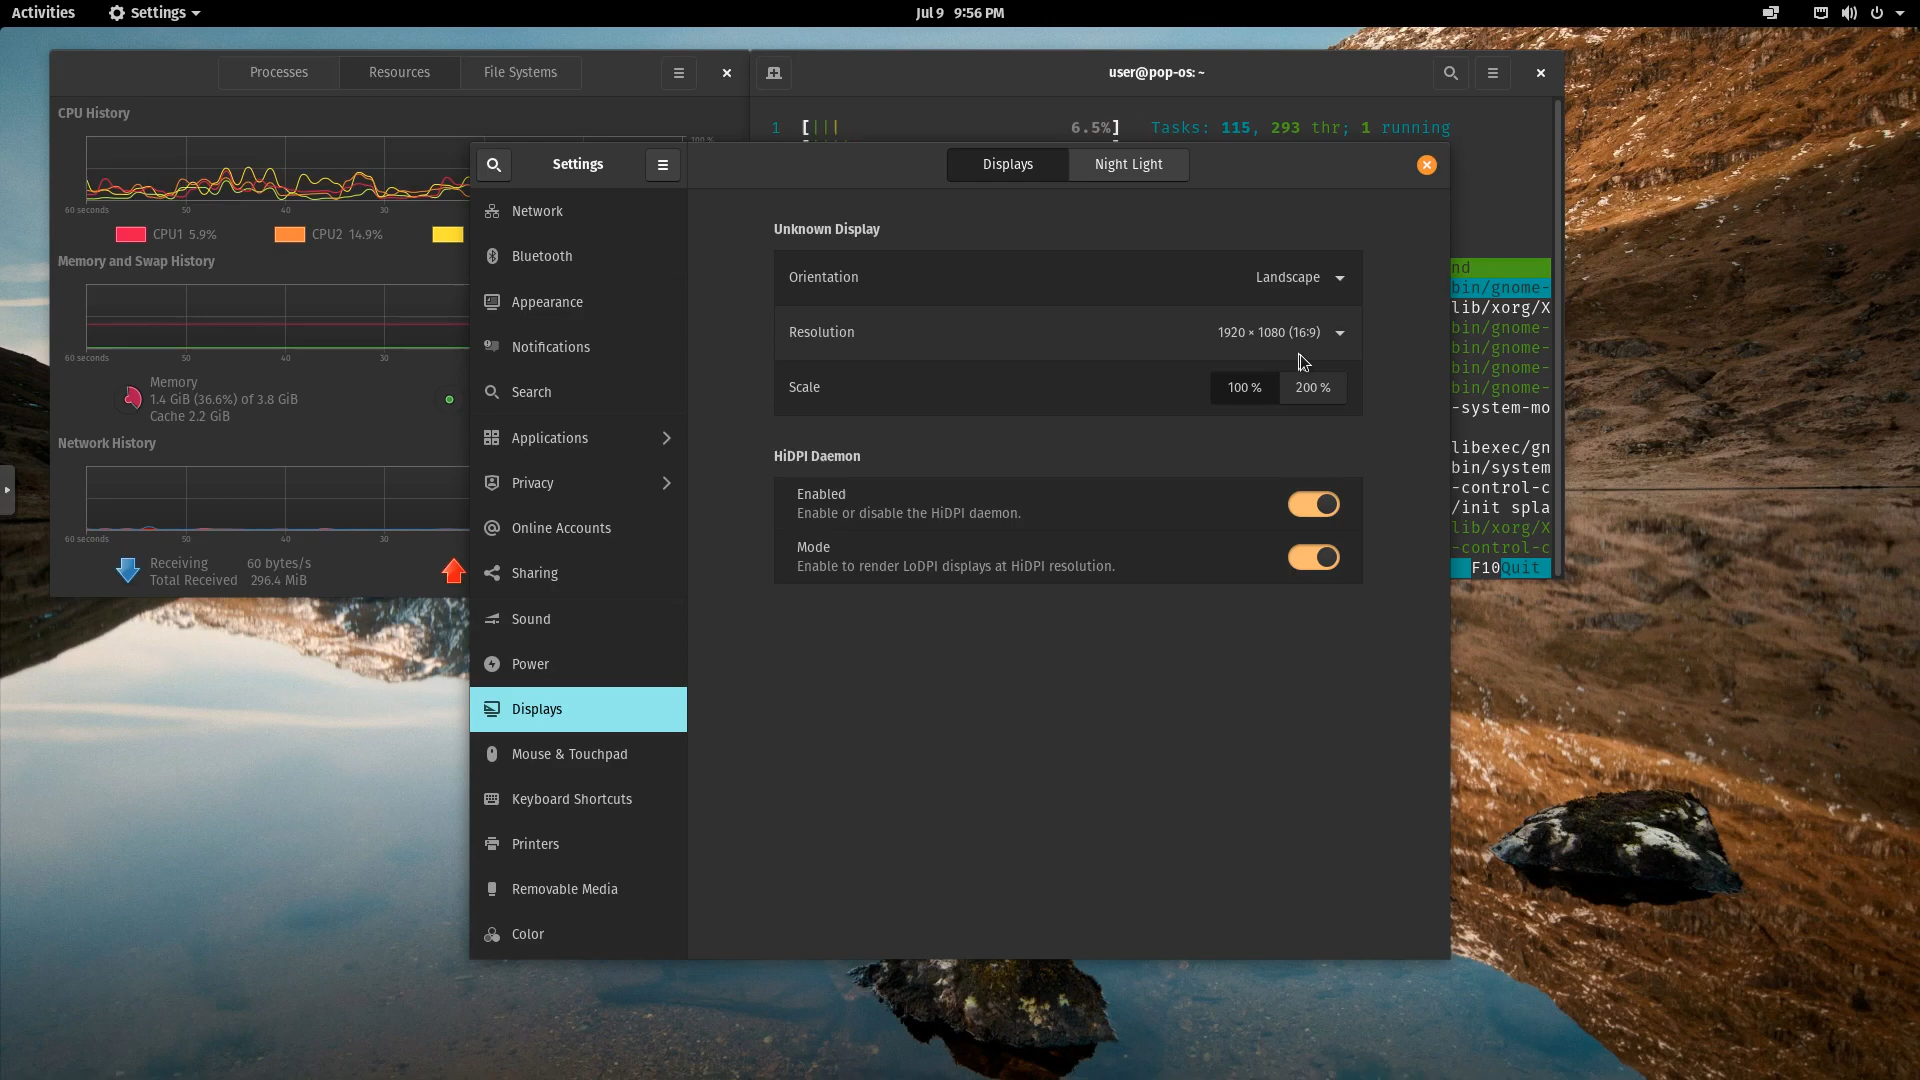 Activities
Settings
Jul 9 9:56 PM
Processes
Resources
File Systems
CPU History
100 %
60 seconds
50
40
30
CPU1 5.9%
CPU2 14.9%
Memory and Swap History
60 seconds
50
40
30
Memory
1.4 GiB (36.6%) of 3.8 GiB
Cache 2.2 GiB
Network History
60 seconds
50
40
30
Receiving 60 bytes/s
Total Received 296.4 MiB
user@pop-os: ~
1 [||| 6.5%] Tasks: 115, 293 thr; 1 running
nd
bin/gnome-
lib/xorg/X
bin/gnome-
bin/gnome-
bin/gnome-
bin/gnome-
-system-mo
libexec/gn
bin/system
-control-c
/init spla
lib/xorg/X
-control-c
F10Quit
Settings
Network
Bluetooth
Appearance
Notifications
Search
Applications
Privacy
Online Accounts
Sharing
Sound
Power
Displays
Mouse & Touchpad
Keyboard Shortcuts
Printers
Removable Media
Color
Displays
Night Light
Unknown Display
Orientation
Landscape
Resolution
1920 × 1080 (16:9)
Scale
100 %
200 %
HiDPI Daemon
Enabled
Enable or disable the HiDPI daemon.
Mode
Enable to render LoDPI displays at HiDPI resolution.